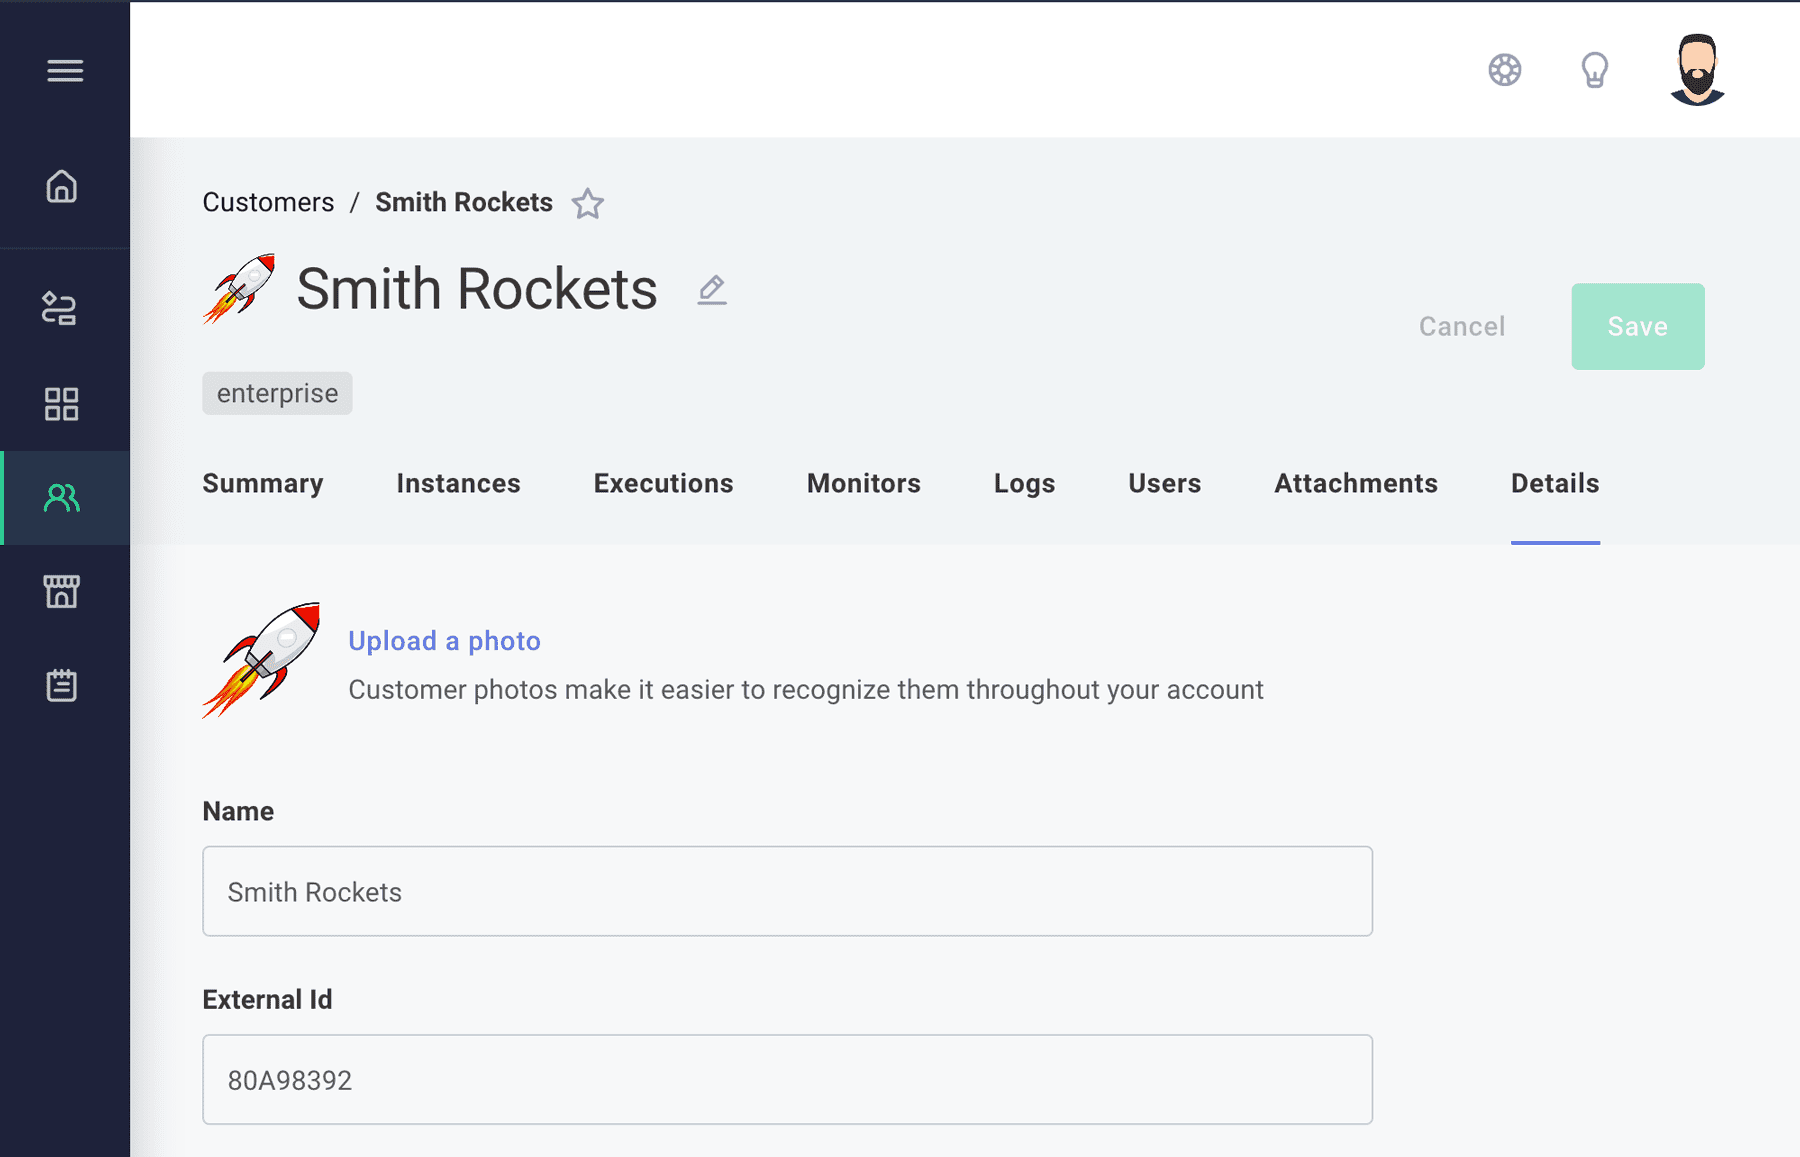 Customers / Smith Rockets
Smith Rockets
Cancel
Save
enterprise
Summary Instances Executions Monitors Logs Users Attachments Details
Upload a photo
Customer photos make it easier to recognize them throughout your account
Name
Smith Rockets
External Id
80A98392